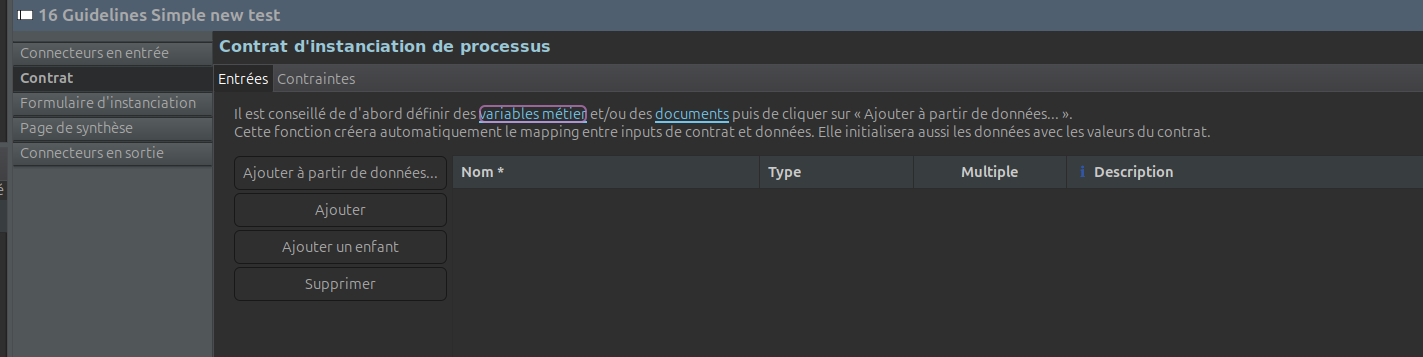 16 Guidelines Simple new test
Connecteurs en entrée
Contrat
Formulaire d'instanciation
Page de synthèse
Connecteurs en sortie
Contrat d'instanciation de processus
Entrées Contraintes
Il est conseillé de d'abord définir des variables métier et/ou des documents puis de cliquer sur « Ajouter à partir de données... ».
Cette fonction créera automatiquement le mapping entre inputs de contrat et données. Elle initialisera aussi les données avec les valeurs du contrat.
Ajouter à partir de données...
Ajouter
Ajouter un enfant
Supprimer
Nom * Type Multiple i Description
é